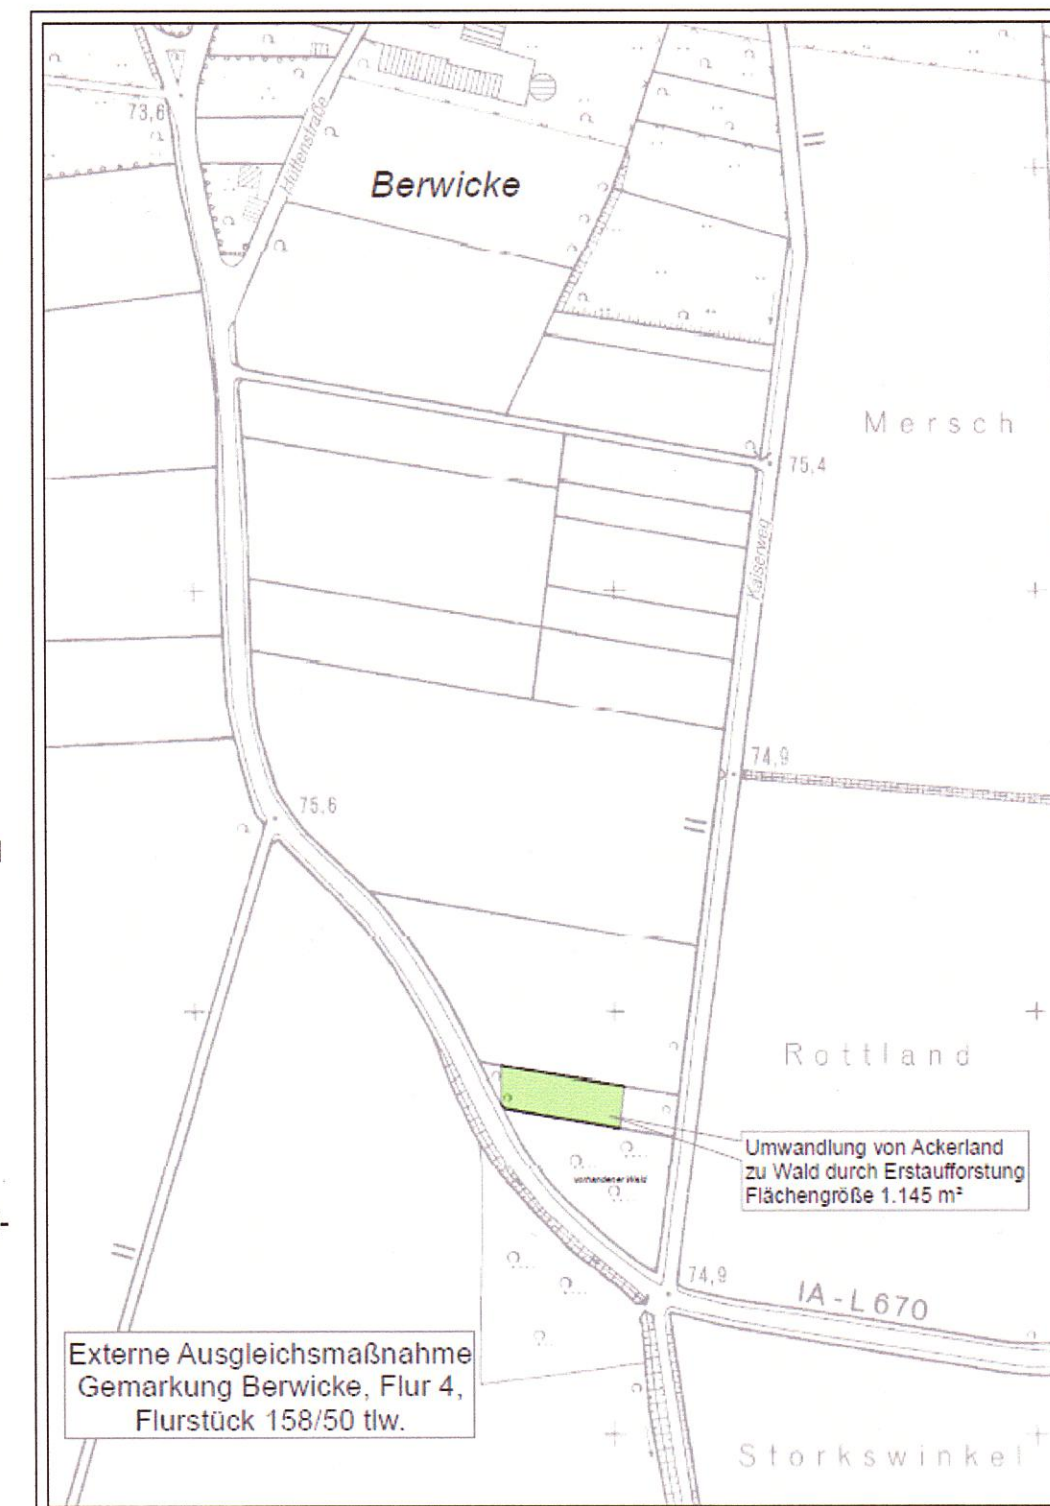 73,6
Hüttenstraße
Berwicke
Mersch
75,4
Kaiserweg
74,9
75,6
Rottland
Umwandlung von Ackerland
zu Wald durch Erstaufforstung
Flächengröße 1.145 m²
vorhandener Wald
74,9
IA - L 670
Externe Ausgleichsmaßnahme
Gemarkung Berwicke, Flur 4,
Flurstück 158/50 tlw.
Storkswinkel